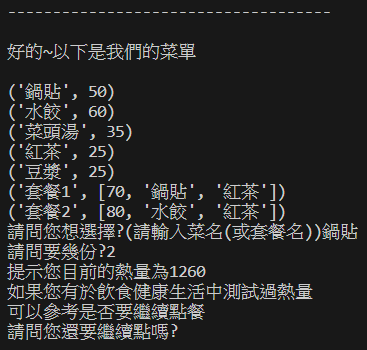 ------------------------------------
好的~以下是我們的菜單
('鍋貼', 50)
('水餃', 60)
('菜頭湯', 35)
('紅茶', 25)
('豆漿', 25)
('套餐1', [70, '鍋貼', '紅茶'])
('套餐2', [80, '水餃', '紅茶'])
請問您想選擇?(請輸入菜名(或套餐名))鍋貼
請問要幾份?2
提示您目前的熱量為1260
如果您有於飲食健康生活中測試過熱量
可以參考是否要繼續點餐
請問您還要繼續點嗎?